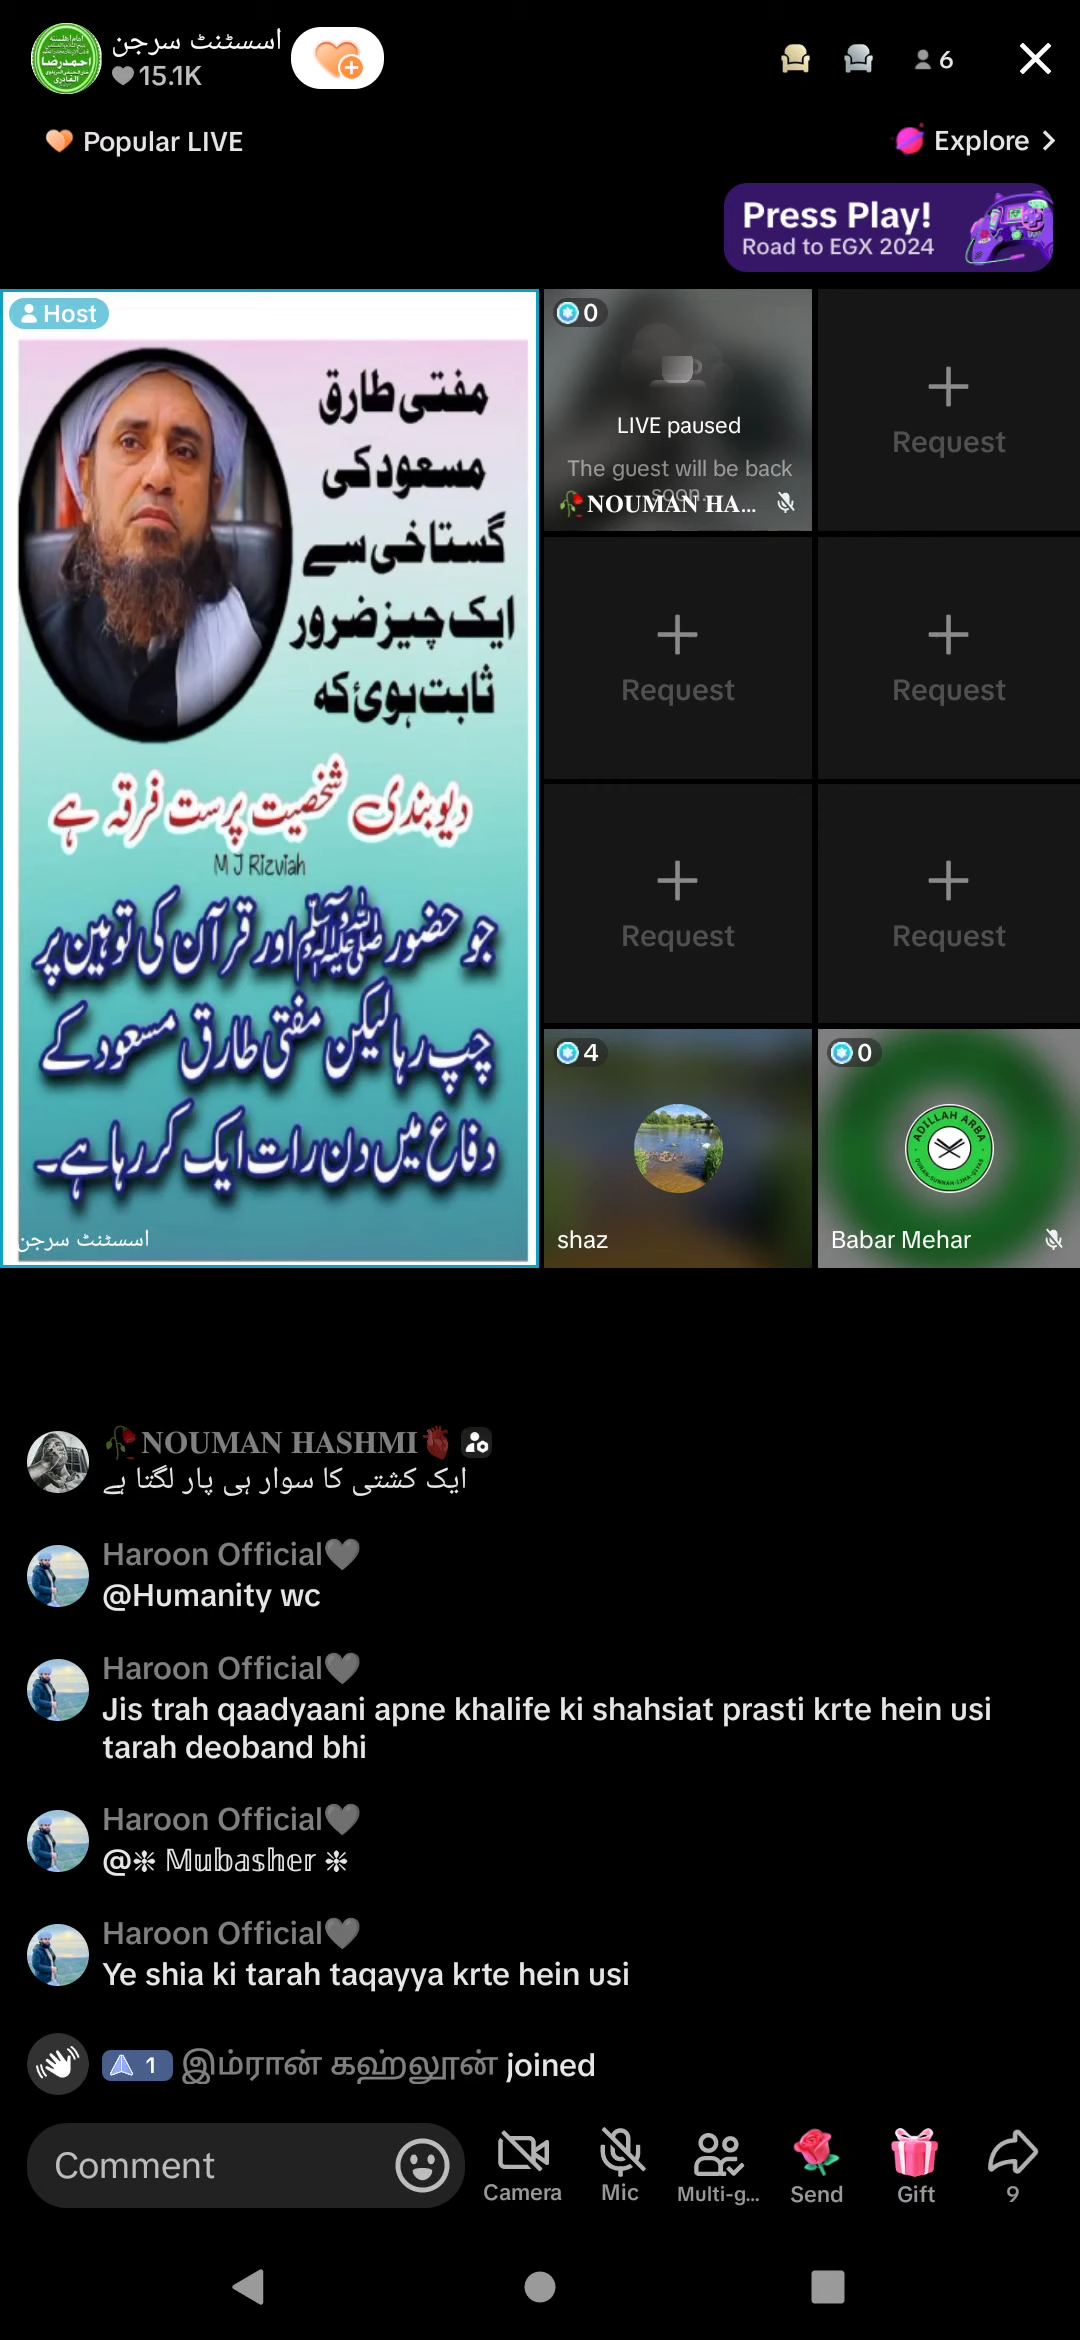 اسسٹنٹ سرجن
15.1K
6
Popular LIVE
Explore
Press Play!
Road to EGX 2024
Host
مفتی طارق
مسعود کی
گستاخی سے
ایک چیز ضرور
ثابت ہوئ کہ
دیوبندی شخصیت پرست فرقہ ہے
M J Rizviah
جو حضور ﷺ اور قرآن کی توہین پر
چپ رہا لیکن مفتی طارق مسعود کے
دفاع میں دن رات ایک کر رہا ہے۔
اسسٹنٹ سرجن
0
LIVE paused
The guest will be back
soon.
🥀NOUMAN HA...
Request
Request
Request
Request
Request
4
shaz
0
ADILLAH ARBA
Babar Mehar
🥀NOUMAN HASHMI🫀
ایک کشتی کا سوار ہی پار لگتا ہے
Haroon Official🖤
@Humanity wc
Haroon Official🖤
Jis trah qaadyaani apne khalife ki shahsiat prasti krte hein usi
tarah deoband bhi
Haroon Official🖤
@❉ 𝕄𝕦𝕓𝕒𝕤𝕙𝕖𝕣 ❉
Haroon Official🖤
Ye shia ki tarah taqayya krte hein usi
1 இம்ரான் கஹ்லூன் joined
Comment
Camera
Mic
Multi-g...
Send
Gift
9